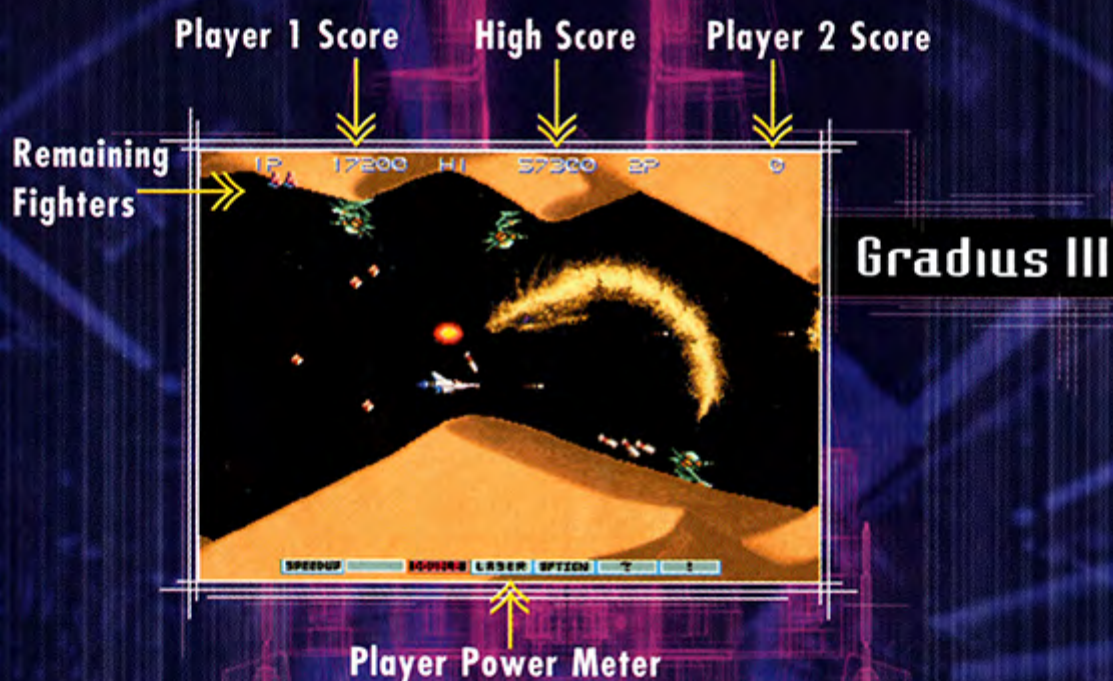 Player 1 Score High Score Player 2 Score
Remaining
Fighters
1P 17200 HI 57300 2P 0
Gradius III
SPEEDUP LASER OPTION ? !
Player Power Meter